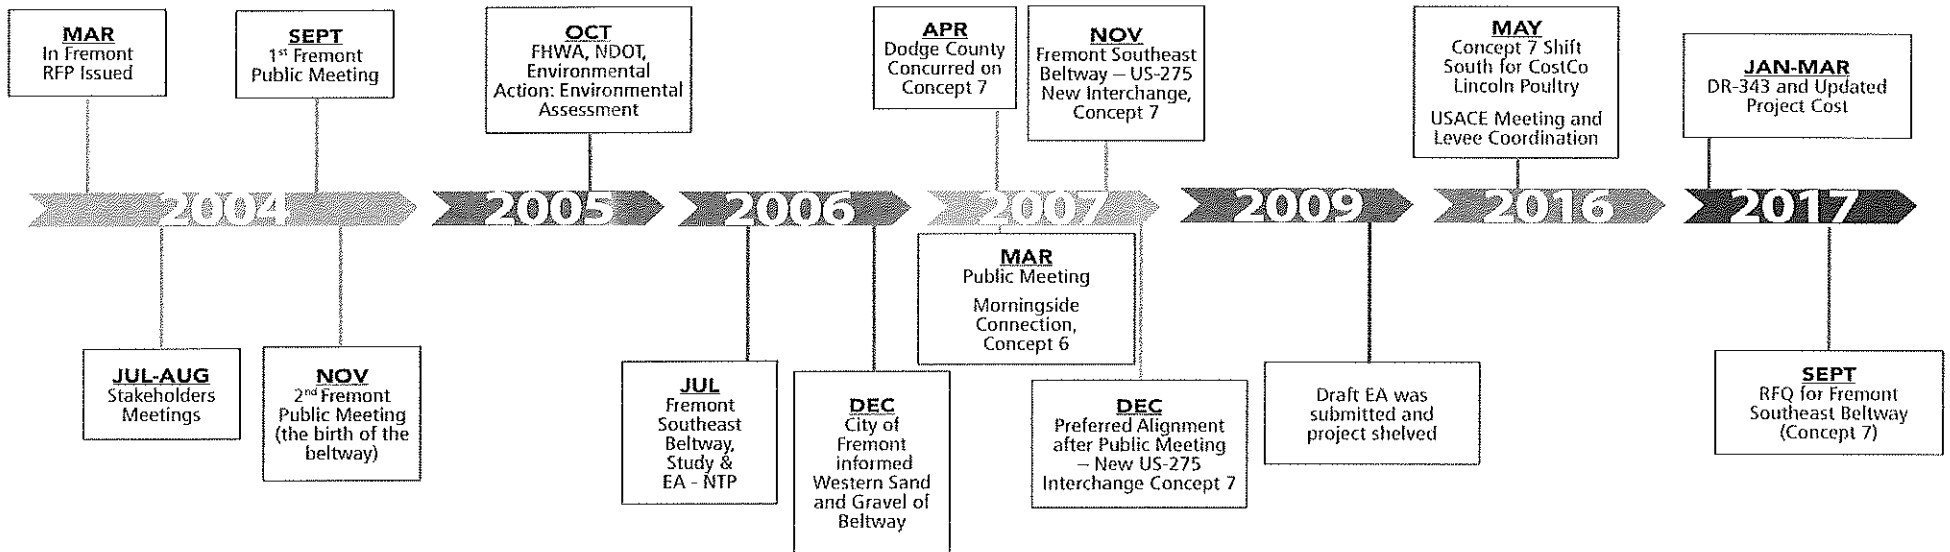 MAR
In Fremont
RFP Issued
SEPT
1st Fremont
Public Meeting
OCT
FHWA, NDOT,
Environmental
Action: Environmental
Assessment
APR
Dodge County
Concurred on
Concept 7
NOV
Fremont Southeast
Beltway – US-275
New Interchange,
Concept 7
MAY
Concept 7 Shift
South for CostCo
Lincoln Poultry
USACE Meeting and
Levee Coordination
JAN-MAR
DR-343 and Updated
Project Cost
2004
2005
2006
2007
2009
2016
2017
JUL-AUG
Stakeholders
Meetings
NOV
2nd Fremont
Public Meeting
(the birth of the
beltway)
JUL
Fremont
Southeast
Beltway,
Study &
EA - NTP
DEC
City of
Fremont
informed
Western Sand
and Gravel of
Beltway
MAR
Public Meeting
Morningside
Connection,
Concept 6
DEC
Preferred Alignment
after Public Meeting
– New US-275
Interchange Concept 7
Draft EA was
submitted and
project shelved
SEPT
RFQ for Fremont
Southeast Beltway
(Concept 7)